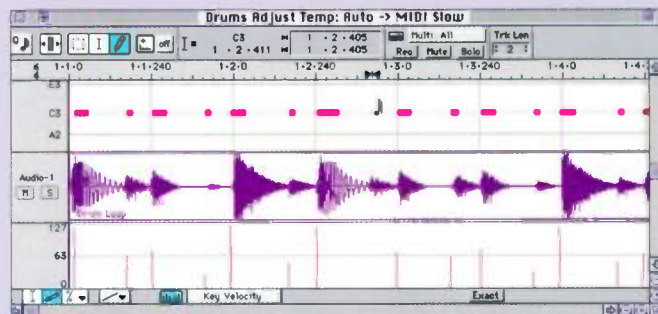 Drums Adjust Temp: Auto -> MIDI Slow
off
I =
C3
1 · 2 · 411
1 · 2 · 405
1 · 2 · 405
Multi All
Rec Mute Solo
Trk Len
2
1·1·0 1·1·240 1·2·0 1·2·240 1·3·0 1·3·240 1·4·0
E3
C3
A2
Audio-1
M S
127
63
0
Key Velocity
Exact